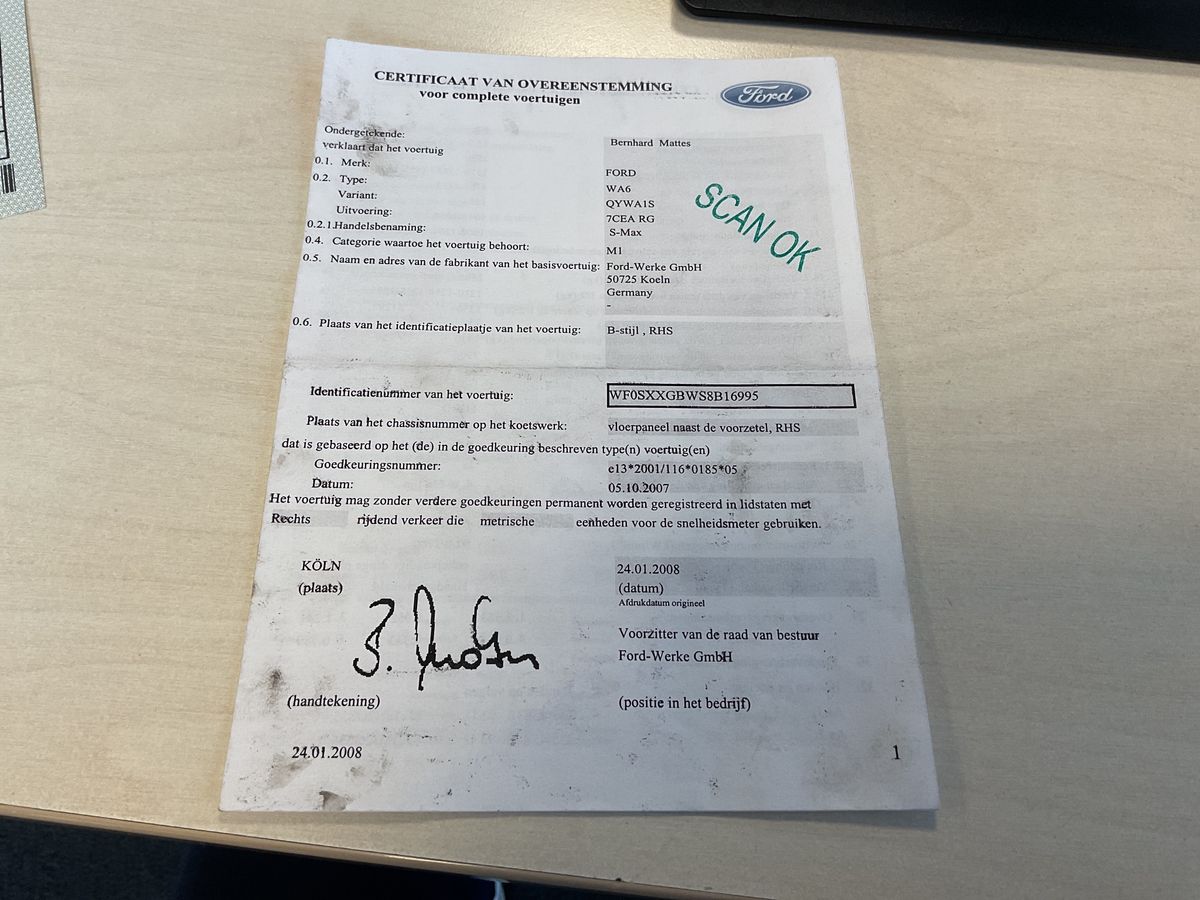 CERTIFICAAT VAN OVEREENSTEMMING
voor complete voertuigen
Ford
Ondergetekende: Bernhard Mattes
verklaart dat het voertuig
0.1. Merk: FORD
0.2. Type: WA6
Variant: QYWA1S
Uitvoering: 7CEA RG
0.2.1.Handelsbenaming: S-Max
0.4. Categorie waartoe het voertuig behoort: M1
0.5. Naam en adres van de fabrikant van het basisvoertuig: Ford-Werke GmbH
50725 Koeln
Germany
-
SCAN OK
0.6. Plaats van het identificatieplaatje van het voertuig: B-stijl , RHS
Identificatienummer van het voertuig: WF0SXXGBWS8B16995
Plaats van het chassisnummer op het koetswerk: vloerpaneel naast de voorzetel, RHS
dat is gebaseerd op het (de) in de goedkeuring beschreven type(n) voertuig(en)
Goedkeuringsnummer: e13*2001/116*0185*05
Datum: 05.10.2007
Het voertuig mag zonder verdere goedkeuringen permanent worden geregistreerd in lidstaten met
Rechts rijdend verkeer die metrische eenheden voor de snelheidsmeter gebruiken.
KÖLN 24.01.2008
(plaats) (datum)
Afdrukdatum origineel
B. Mattes
Voorzitter van de raad van bestuur
Ford-Werke GmbH
(handtekening) (positie in het bedrijf)
24.01.2008 1